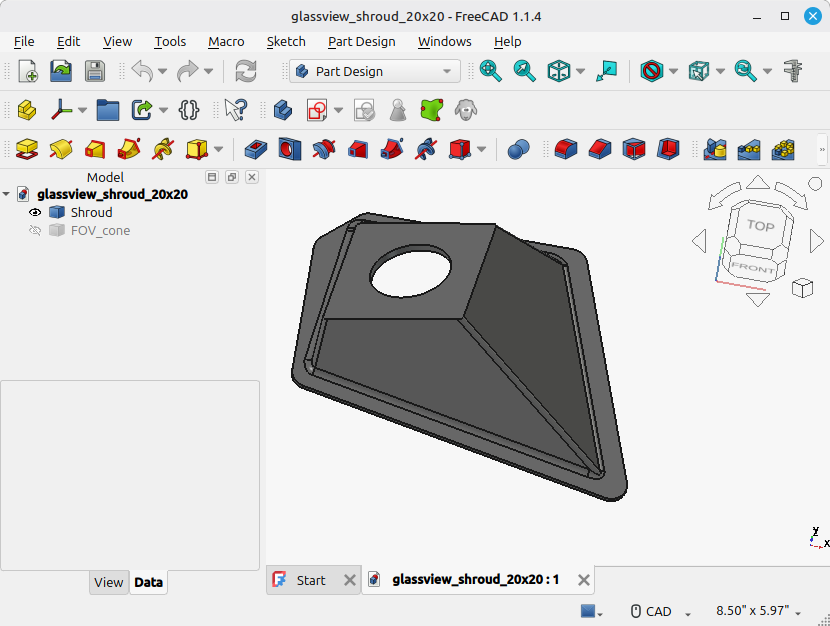 glassview_shroud_20x20 - FreeCAD 1.1.4
File Edit View Tools Macro Sketch Part Design Windows Help
Part Design
Model
glassview_shroud_20x20
Shroud
FOV_cone
TOP
FRONT
y
x
View Data
Start glassview_shroud_20x20 : 1
CAD 8.50" x 5.97"